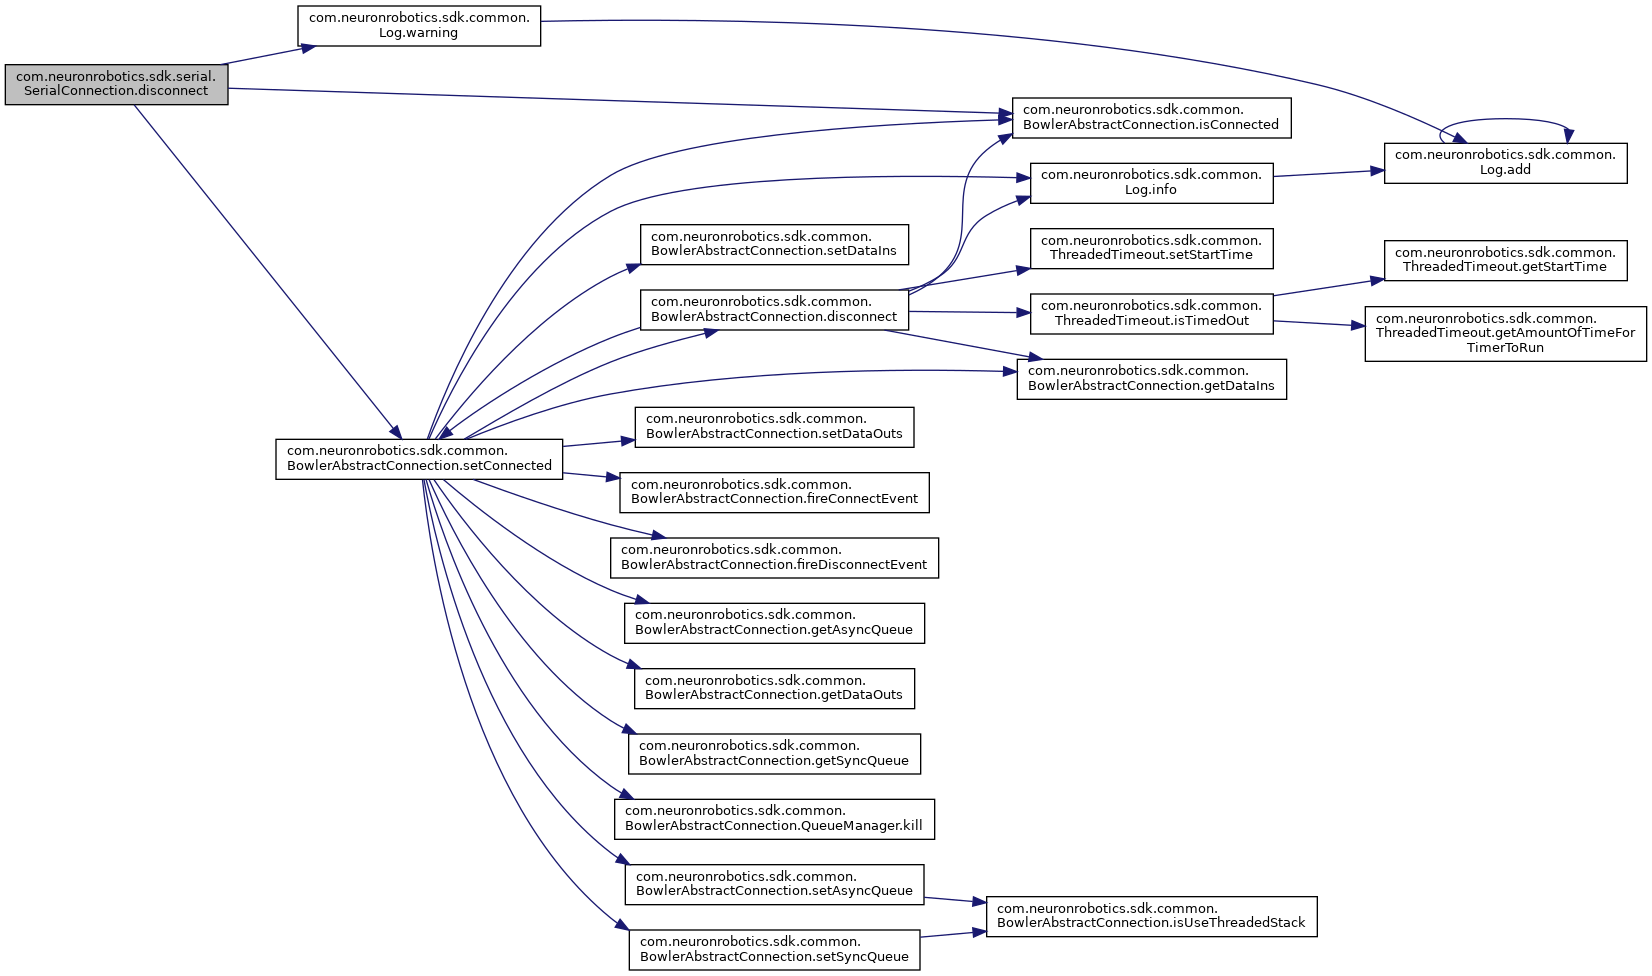 com.neuronrobotics.sdk.serial.
SerialConnection.disconnect
com.neuronrobotics.sdk.common.
Log.warning
com.neuronrobotics.sdk.common.
BowlerAbstractConnection.setConnected
com.neuronrobotics.sdk.common.
BowlerAbstractConnection.setDataIns
com.neuronrobotics.sdk.common.
BowlerAbstractConnection.disconnect
com.neuronrobotics.sdk.common.
BowlerAbstractConnection.setDataOuts
com.neuronrobotics.sdk.common.
BowlerAbstractConnection.fireConnectEvent
com.neuronrobotics.sdk.common.
BowlerAbstractConnection.fireDisconnectEvent
com.neuronrobotics.sdk.common.
BowlerAbstractConnection.getAsyncQueue
com.neuronrobotics.sdk.common.
BowlerAbstractConnection.getDataOuts
com.neuronrobotics.sdk.common.
BowlerAbstractConnection.getSyncQueue
com.neuronrobotics.sdk.common.
BowlerAbstractConnection.QueueManager.kill
com.neuronrobotics.sdk.common.
BowlerAbstractConnection.setAsyncQueue
com.neuronrobotics.sdk.common.
BowlerAbstractConnection.setSyncQueue
com.neuronrobotics.sdk.common.
BowlerAbstractConnection.isConnected
com.neuronrobotics.sdk.common.
Log.info
com.neuronrobotics.sdk.common.
ThreadedTimeout.setStartTime
com.neuronrobotics.sdk.common.
ThreadedTimeout.isTimedOut
com.neuronrobotics.sdk.common.
BowlerAbstractConnection.getDataIns
com.neuronrobotics.sdk.common.
BowlerAbstractConnection.isUseThreadedStack
com.neuronrobotics.sdk.common.
Log.add
com.neuronrobotics.sdk.common.
ThreadedTimeout.getStartTime
com.neuronrobotics.sdk.common.
ThreadedTimeout.getAmountOfTimeFor
TimerToRun